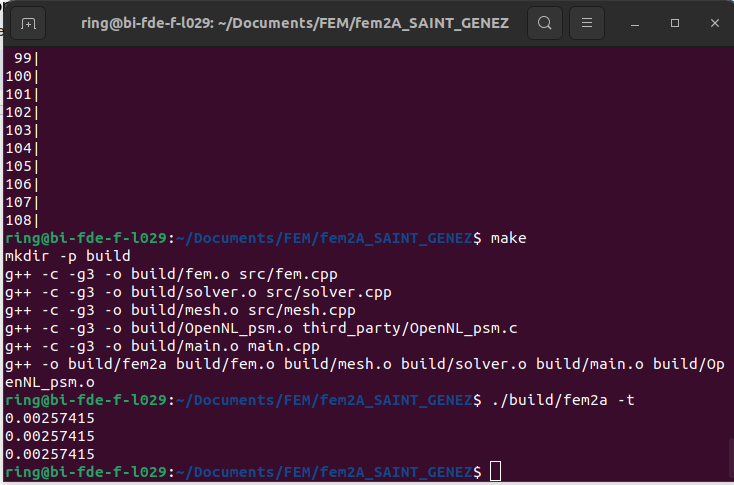 ring@bi-fde-f-l029: ~/Documents/FEM/fem2A_SAINT_GENEZ
99|
100|
101|
102|
103|
104|
105|
106|
107|
108|
ring@bi-fde-f-l029:~/Documents/FEM/fem2A_SAINT_GENEZ$ make
mkdir -p build
g++ -c -g3 -o build/fem.o src/fem.cpp
g++ -c -g3 -o build/solver.o src/solver.cpp
g++ -c -g3 -o build/mesh.o src/mesh.cpp
g++ -c -g3 -o build/OpenNL_psm.o third_party/OpenNL_psm.c
g++ -c -g3 -o build/main.o main.cpp
g++ -o build/fem2a build/fem.o build/mesh.o build/solver.o build/main.o build/Op
enNL_psm.o
ring@bi-fde-f-l029:~/Documents/FEM/fem2A_SAINT_GENEZ$ ./build/fem2a -t
0.00257415
0.00257415
0.00257415
ring@bi-fde-f-l029:~/Documents/FEM/fem2A_SAINT_GENEZ$